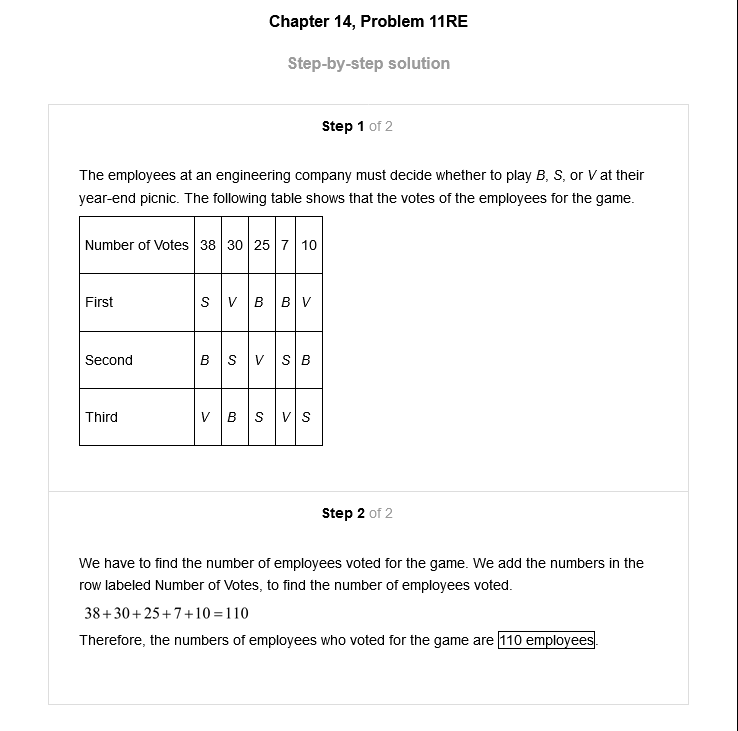 Chapter 14, Problem 11RE
Step-by-step solution
Step 1 of 2
The employees at an engineering company must decide whether to play B, S, or V at their
year-end picnic. The following table shows that the votes of the employees for the game.
Number of Votes 38 30 25 7 10
First S V B B V
Second B S V S B
Third V B S V S
Step 2 of 2
We have to find the number of employees voted for the game. We add the numbers in the
row labeled Number of Votes, to find the number of employees voted.
38+30+25+7+10=110
Therefore, the numbers of employees who voted for the game are 110 employees.